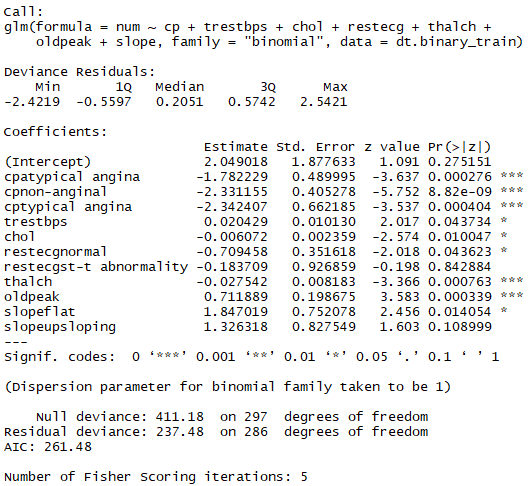 Call:
glm(formula = num ~ cp + trestbps + chol + restecg + thalch +
    oldpeak + slope, family = "binomial", data = dt.binary_train)

Deviance Residuals:
    Min       1Q   Median       3Q      Max
-2.4219  -0.5597   0.2051   0.5742   2.5421

Coefficients:
                         Estimate Std. Error z value Pr(>|z|)
(Intercept)              2.049018   1.877633   1.091 0.275151
cpatypical angina       -1.782229   0.489995  -3.637 0.000276 ***
cpnon-anginal           -2.331155   0.405278  -5.752 8.82e-09 ***
cptypical angina        -2.342407   0.662185  -3.537 0.000404 ***
trestbps                 0.020429   0.010130   2.017 0.043734 *
chol                    -0.006072   0.002359  -2.574 0.010047 *
restecgnormal           -0.709458   0.351618  -2.018 0.043623 *
restecgst-t abnormality -0.183709   0.926859  -0.198 0.842884
thalch                  -0.027542   0.008183  -3.366 0.000763 ***
oldpeak                  0.711889   0.198675   3.583 0.000339 ***
slopeflat                1.847019   0.752078   2.456 0.014054 *
slopeupsloping           1.326318   0.827549   1.603 0.108999
---
Signif. codes:  0 ‘***’ 0.001 ‘**’ 0.01 ‘*’ 0.05 ‘.’ 0.1 ‘ ’ 1

(Dispersion parameter for binomial family taken to be 1)

    Null deviance: 411.18  on 297  degrees of freedom
Residual deviance: 237.48  on 286  degrees of freedom
AIC: 261.48

Number of Fisher Scoring iterations: 5